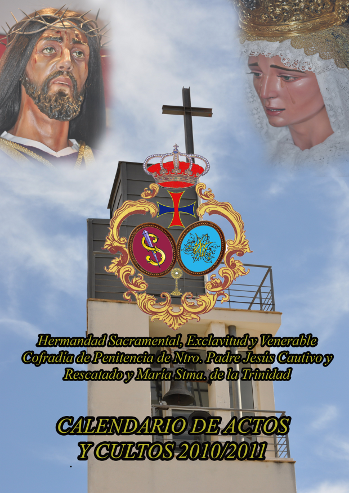 Hermandad Sacramental, Exclavitud y Venerable
Cofradía de Penitencia de Ntro. Padre Jesús Cautivo y
Rescatado y María Stma. de la Trinidad
CALENDARIO DE ACTOS
Y CULTOS 2010/2011